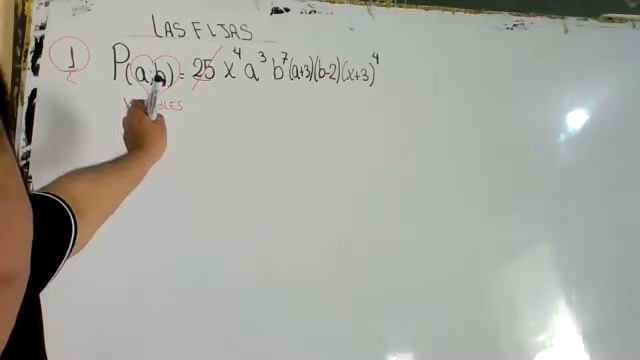 LAS FIJAS
1 P(a;b) = 25 x⁴ a³ b⁷ (a+3)(b-2)(x+3)⁴